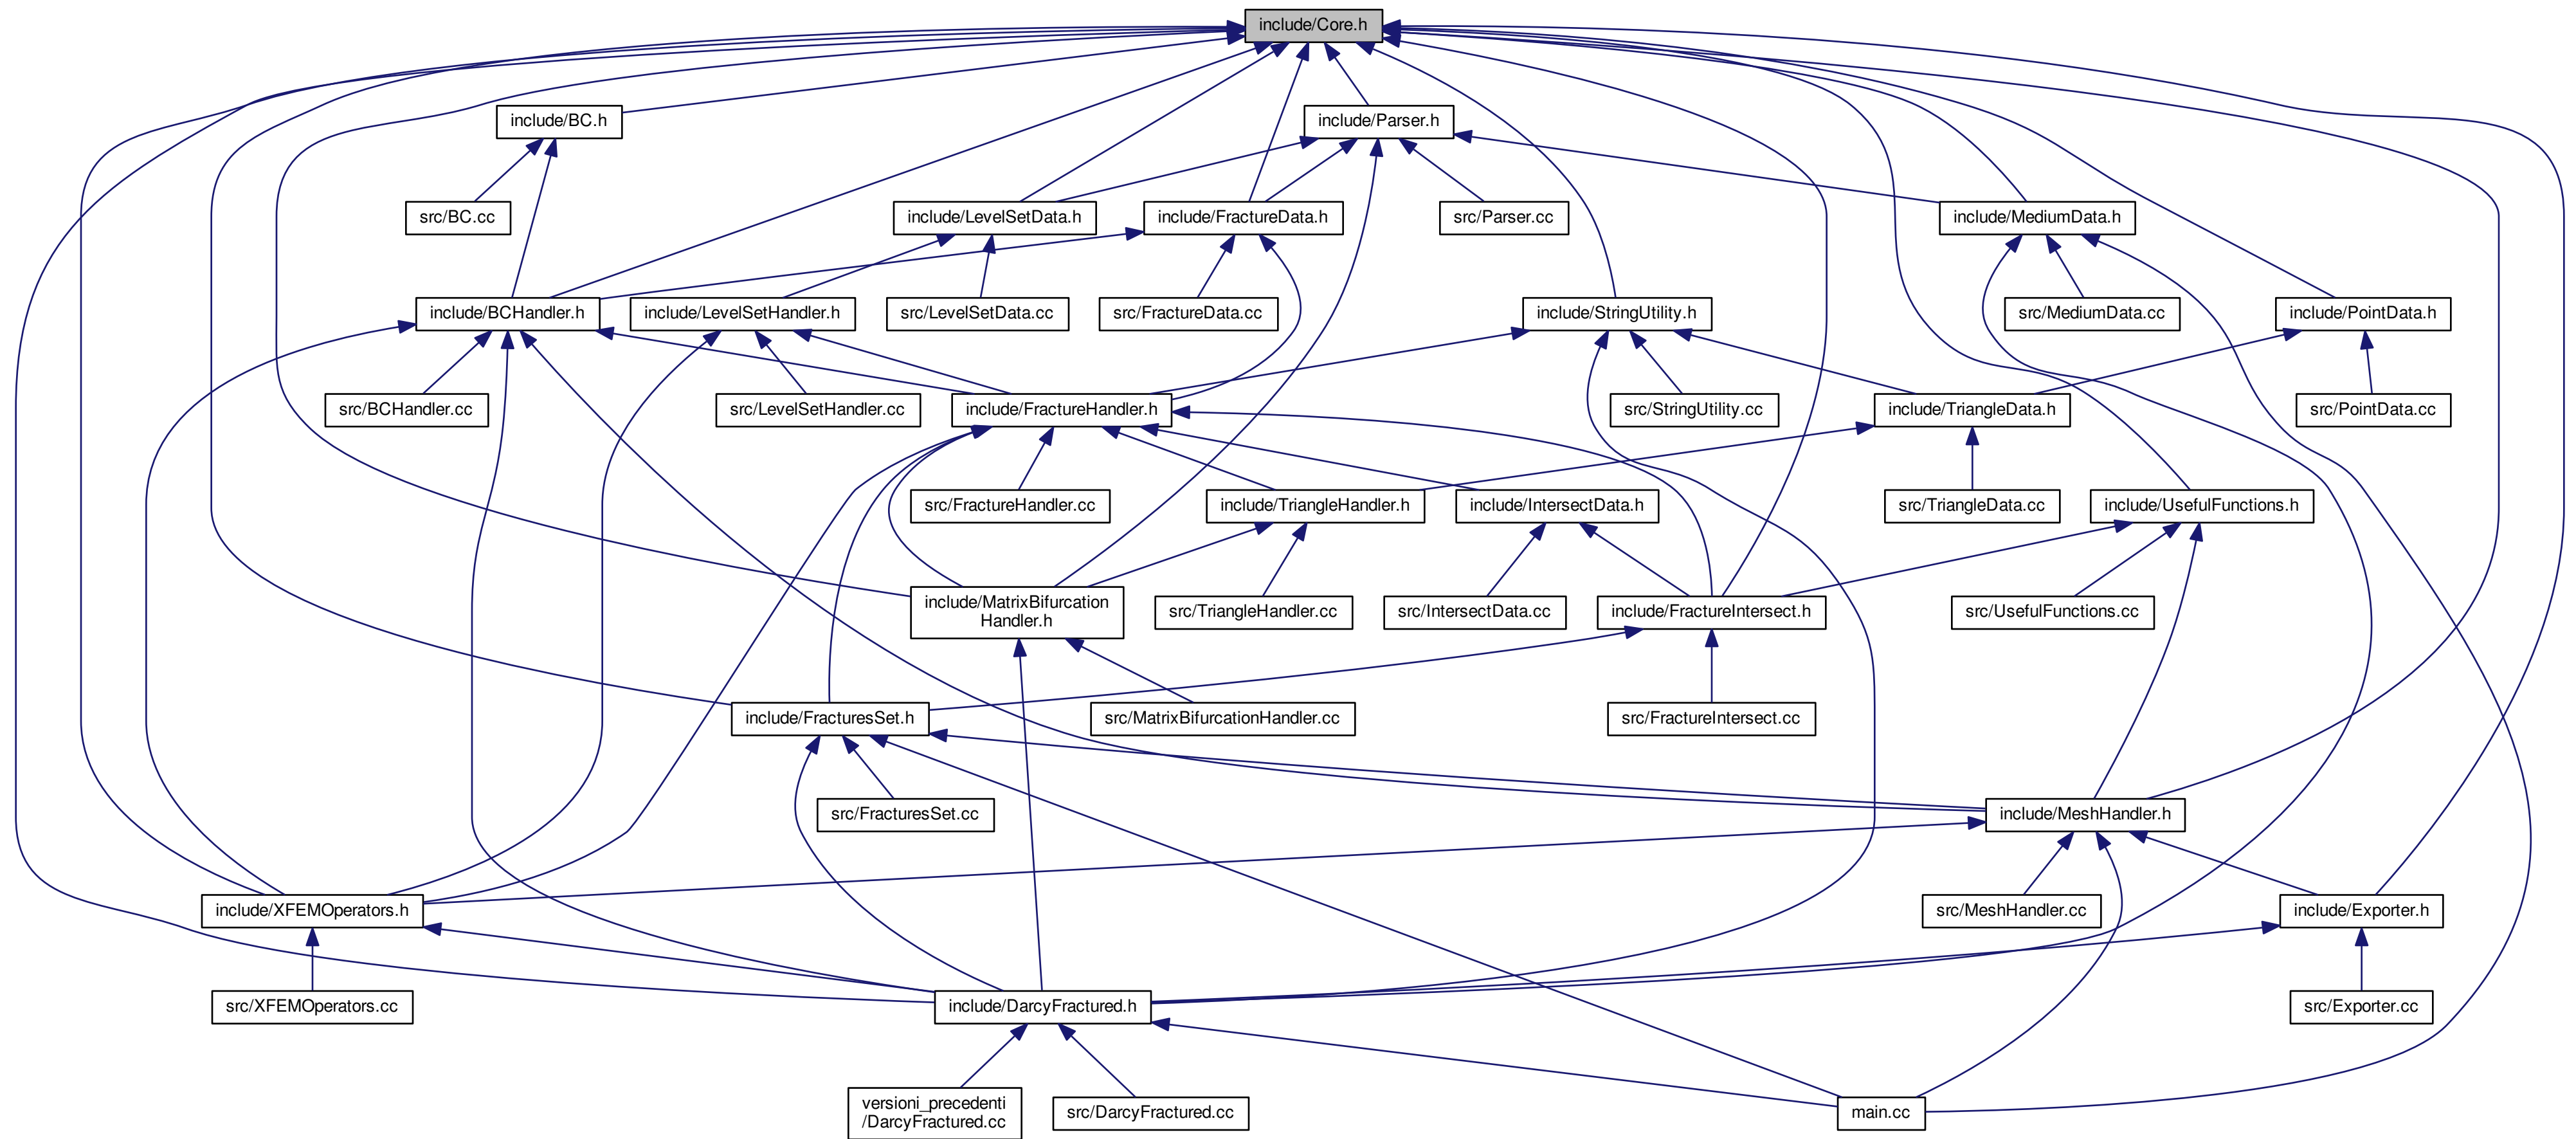 include/Core.h
include/BC.h
include/Parser.h
src/BC.cc
include/LevelSetData.h
include/FractureData.h
src/Parser.cc
include/MediumData.h
include/BCHandler.h
include/LevelSetHandler.h
src/LevelSetData.cc
src/FractureData.cc
include/StringUtility.h
src/MediumData.cc
include/PointData.h
src/BCHandler.cc
src/LevelSetHandler.cc
include/FractureHandler.h
src/StringUtility.cc
include/TriangleData.h
src/PointData.cc
src/FractureHandler.cc
include/TriangleHandler.h
include/IntersectData.h
src/TriangleData.cc
include/UsefulFunctions.h
include/MatrixBifurcation
Handler.h
src/TriangleHandler.cc
src/IntersectData.cc
include/FractureIntersect.h
src/UsefulFunctions.cc
include/FracturesSet.h
src/MatrixBifurcationHandler.cc
src/FractureIntersect.cc
src/FracturesSet.cc
include/MeshHandler.h
include/XFEMOperators.h
src/MeshHandler.cc
include/Exporter.h
src/XFEMOperators.cc
include/DarcyFractured.h
src/Exporter.cc
versioni_precedenti
/DarcyFractured.cc
src/DarcyFractured.cc
main.cc